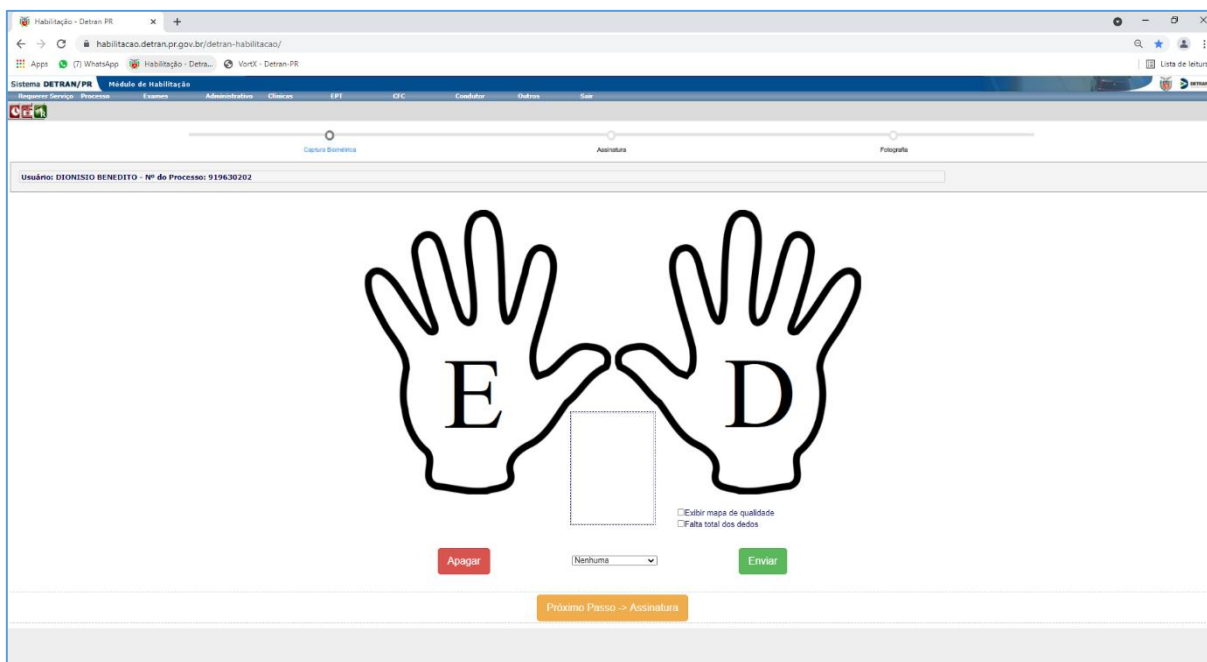 Habilitação - Detran PR
habilitacao.detran.pr.gov.br/detran-habilitacao/
Apps (7) WhatsApp Habilitação - Detra... VortX - Detran-PR Lista de leitura
Sistema DETRAN/PR Módulo de Habilitação DETRAN
Requerer Serviço Processo Exames Administrativo Clínicas EPT CFC Condutor Outros Sair
Captura Biométrica Assinatura Fotografia
Usuário: DIONISIO BENEDITO - Nº do Processo: 919630202
E D
Exibir mapa de qualidade
Falta total dos dedos
Apagar Nenhuma Enviar
Próximo Passo -> Assinatura